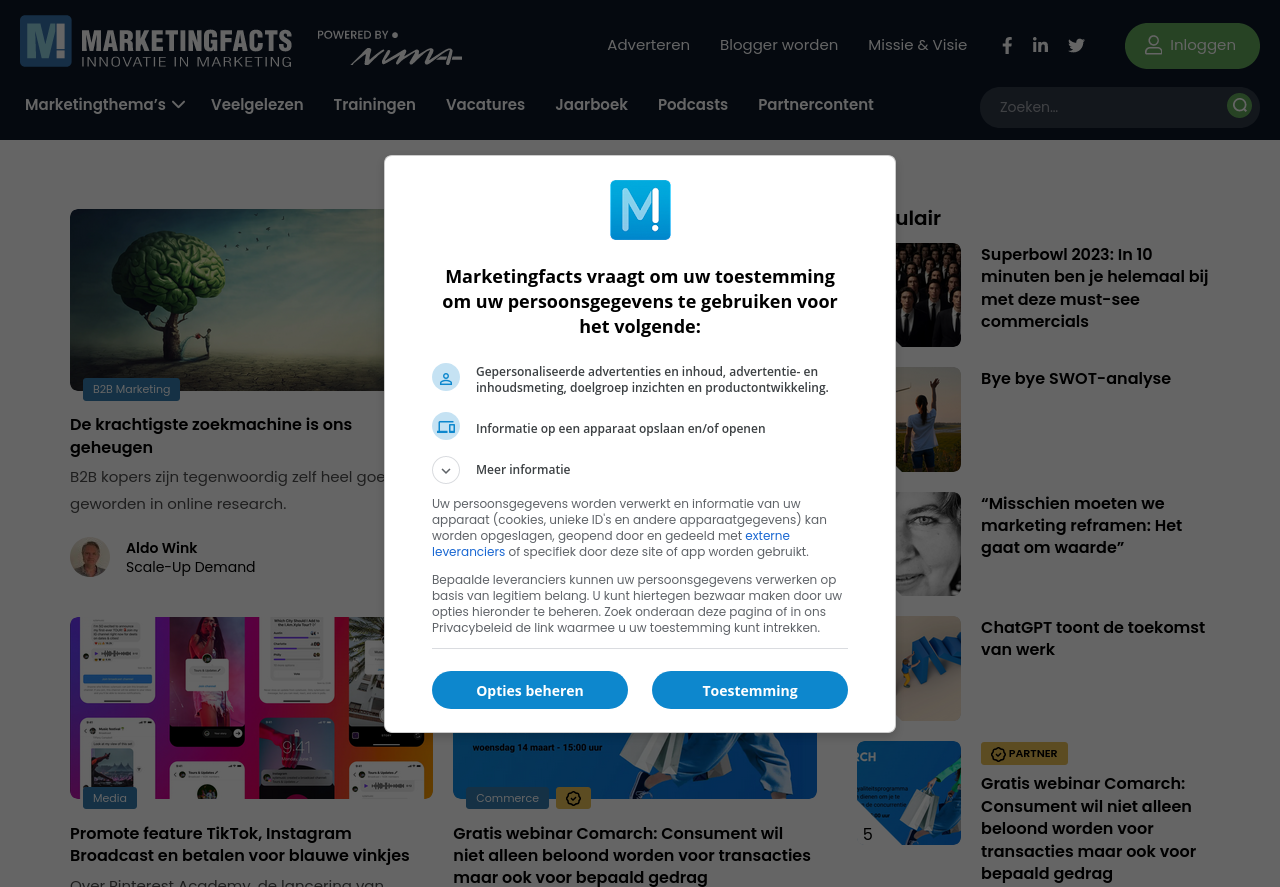 MARKETINGFACTS
INNOVATIE IN MARKETING
POWERED BY
nima
Adverteren
Blogger worden
Missie & Visie
Inloggen
Marketingthema's
Veelgelezen
Trainingen
Vacatures
Jaarboek
Podcasts
Partnercontent
Zoeken...
Marketingfacts vraagt om uw toestemming
om uw persoonsgegevens te gebruiken voor
het volgende:
Gepersonaliseerde advertenties en inhoud, advertentie- en
inhoudsmeting, doelgroep inzichten en productontwikkeling.
Informatie op een apparaat opslaan en/of openen
Meer informatie
Uw persoonsgegevens worden verwerkt en informatie van uw
apparaat (cookies, unieke ID's en andere apparaatgegevens) kan
worden opgeslagen, geopend door en gedeeld met externe
leveranciers of specifiek door deze site of app worden gebruikt.
Bepaalde leveranciers kunnen uw persoonsgegevens verwerken op
basis van legitiem belang. U kunt hiertegen bezwaar maken door uw
opties hieronder te beheren. Zoek onderaan deze pagina of in ons
Privacybeleid de link waarmee u uw toestemming kunt intrekken.
Opties beheren
Toestemming
B2B Marketing
De krachtigste zoekmachine is ons
geheugen
B2B kopers zijn tegenwoordig zelf heel goe
geworden in online research.
Aldo Wink
Scale-Up Demand
9:41
Media
Promote feature TikTok, Instagram
Broadcast en betalen voor blauwe vinkjes
Over Pinterest Academy, de lancering van
woensdag 14 maart - 15:00 uur
Commerce
Gratis webinar Comarch: Consument wil
niet alleen beloond worden voor transacties
maar ook voor bepaald gedrag
ulair
Superbowl 2023: In 10
minuten ben je helemaal bij
met deze must-see
commercials
Bye bye SWOT-analyse
“Misschien moeten we
marketing reframen: Het
gaat om waarde”
ChatGPT toont de toekomst
van werk
RCH
5
PARTNER
Gratis webinar Comarch:
Consument wil niet alleen
beloond worden voor
transacties maar ook voor
bepaald gedrag